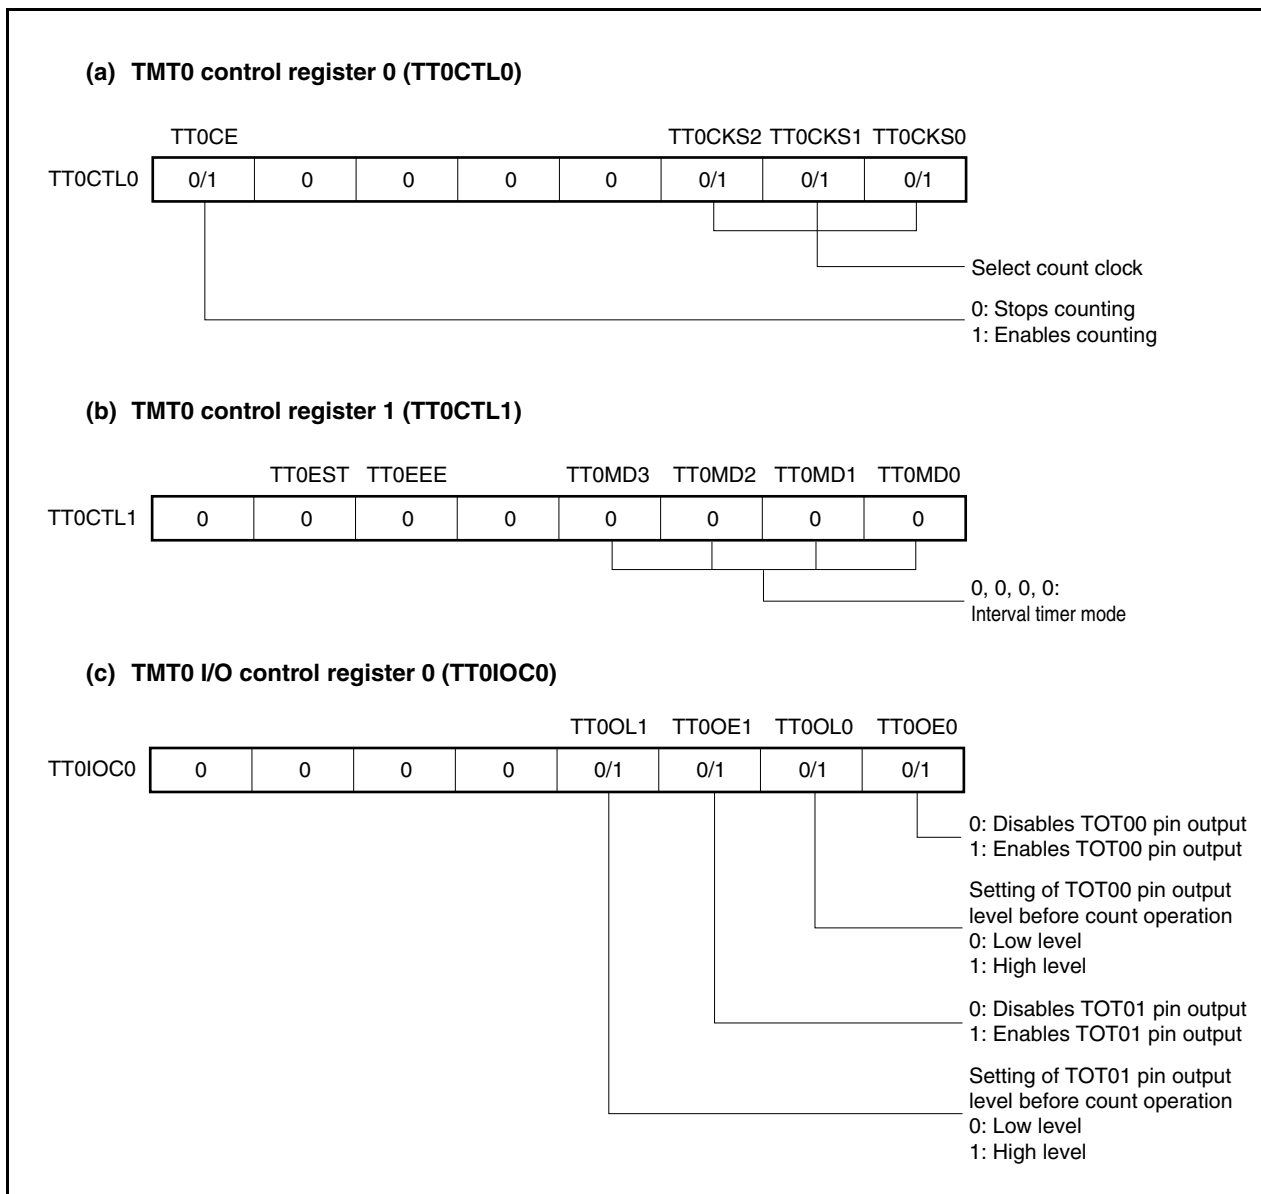 (a) TMT0 control register 0 (TT0CTL0)
TT0CE TT0CKS2 TT0CKS1 TT0CKS0
TT0CTL0 0/1 0 0 0 0 0/1 0/1 0/1
Select count clock
0: Stops counting
1: Enables counting
(b) TMT0 control register 1 (TT0CTL1)
TT0EST TT0EEE TT0MD3 TT0MD2 TT0MD1 TT0MD0
TT0CTL1 0 0 0 0 0 0 0 0
0, 0, 0, 0:
Interval timer mode
(c) TMT0 I/O control register 0 (TT0IOC0)
TT0OL1 TT0OE1 TT0OL0 TT0OE0
TT0IOC0 0 0 0 0 0/1 0/1 0/1 0/1
0: Disables TOT00 pin output
1: Enables TOT00 pin output
Setting of TOT00 pin output
level before count operation
0: Low level
1: High level
0: Disables TOT01 pin output
1: Enables TOT01 pin output
Setting of TOT01 pin output
level before count operation
0: Low level
1: High level